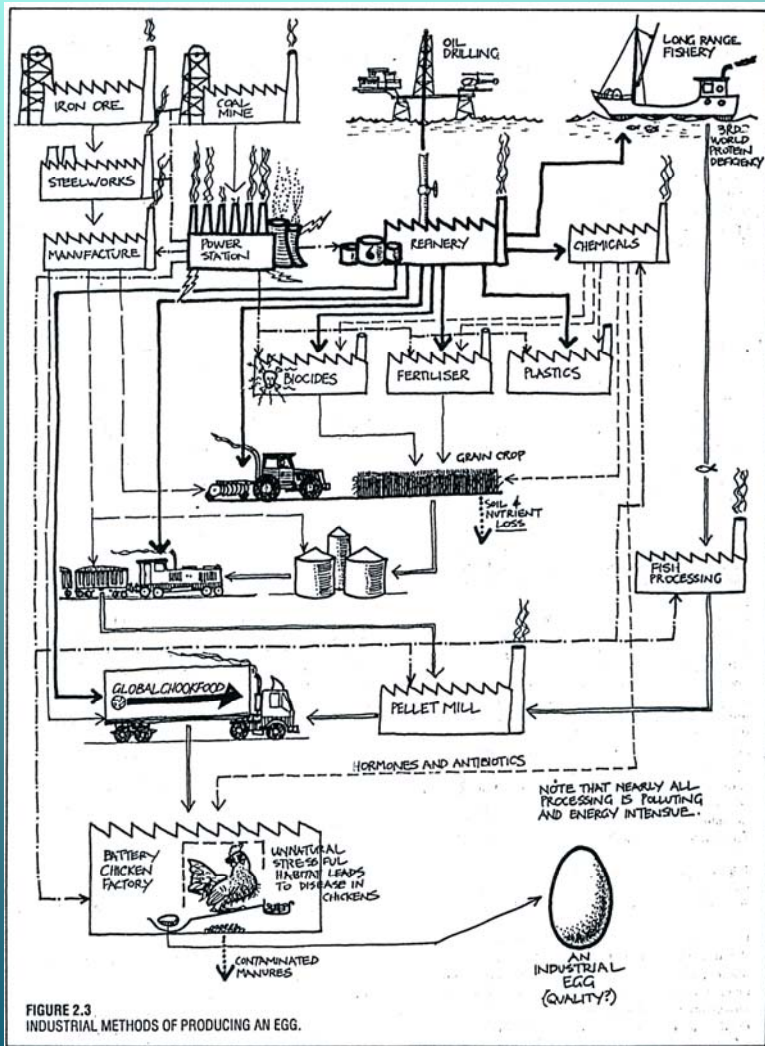 IRON ORE
COAL
MINE
OIL
DRILLING
LONG RANGE
FISHERY
3RD
WORLD
PROTEIN
DEFICIENCY
STEELWORKS
MANUFACTURE
POWER
STATION
REFINERY
CHEMICALS
BIOCIDES
FERTILISER
PLASTICS
GRAIN CROP
SOIL &
NUTRIENT
LOSS
FISH
PROCESSING
GLOBAL CHOOKFOOD
PELLET MILL
HORMONES AND ANTIBIOTICS
NOTE THAT NEARLY ALL
PROCESSING IS POLLUTING
AND ENERGY INTENSIVE.
BATTERY
CHICKEN
FACTORY
UNNATURAL
STRESSFUL
HABITAT LEADS
TO DISEASE IN
CHICKENS
CONTAMINATED
MANURES
AN
INDUSTRIAL
EGG
(QUALITY?)
FIGURE 2.3
INDUSTRIAL METHODS OF PRODUCING AN EGG.